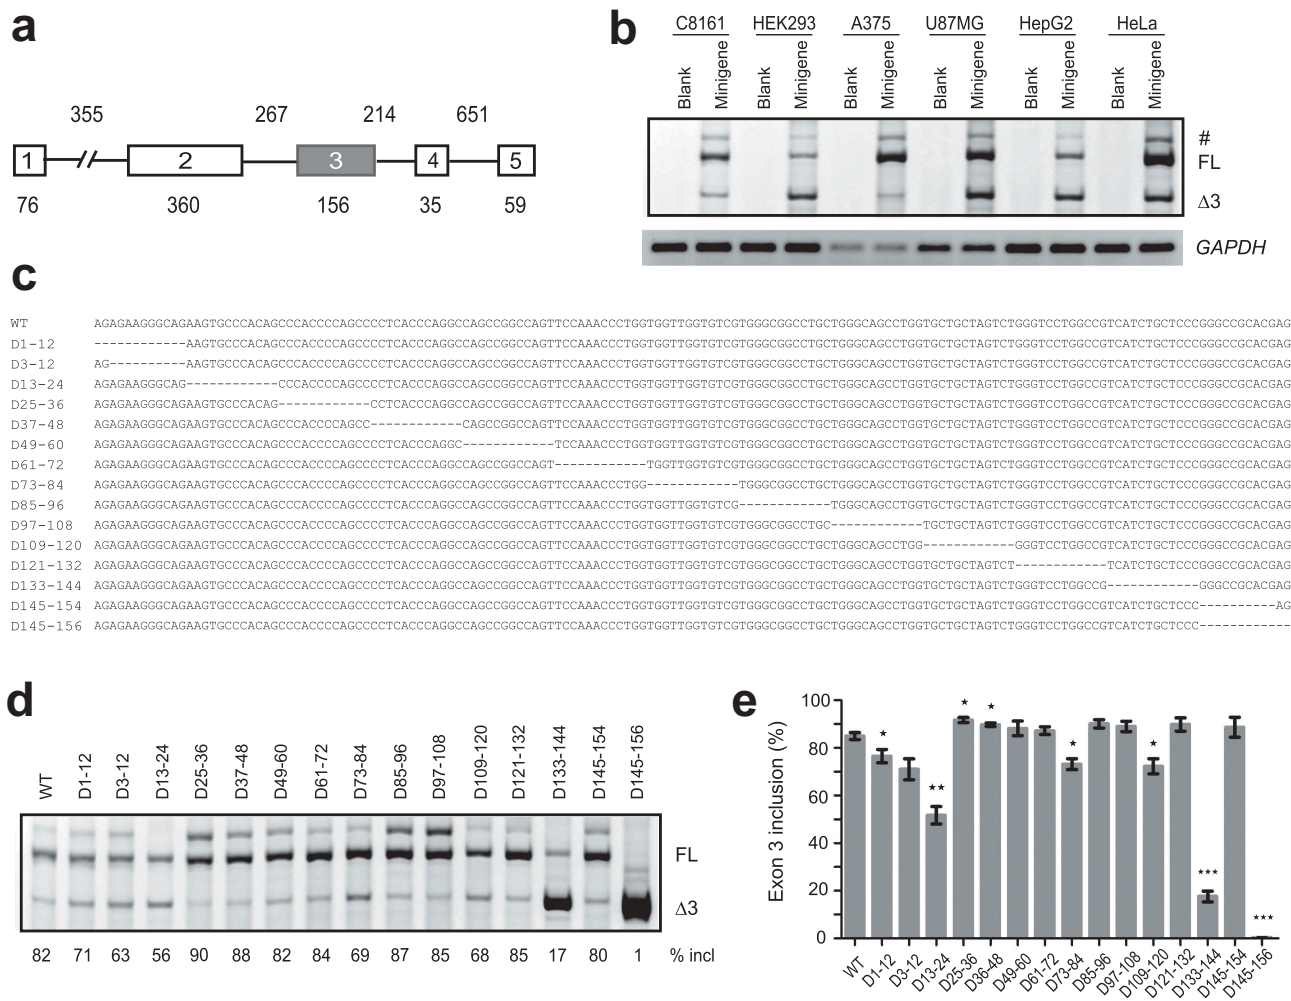 a
355 267 214 651
1 2 3 4 5
76 360 156 35 59
b
C8161 HEK293 A375 U87MG HepG2 HeLa
Blank Minigene Blank Minigene Blank Minigene Blank Minigene Blank Minigene Blank Minigene
#
FL
Δ3
GAPDH
c
WT AGAGAAGGGCAGAAGTGCCCACAGCCCACCCCAGCCCCTCACCCAGGCCAGCCGGCCAGTTCCAAACCCTGGTGGTTGGTGTCGTGGGCGGCCTGCTGGGCAGCCTGGTGCTGCTAGTCTGGGTCCTGGCCGTCATCTGCTCCCGGGCCGCACGAG
D1-12 ------------AAGTGCCCACAGCCCACCCCAGCCCCTCACCCAGGCCAGCCGGCCAGTTCCAAACCCTGGTGGTTGGTGTCGTGGGCGGCCTGCTGGGCAGCCTGGTGCTGCTAGTCTGGGTCCTGGCCGTCATCTGCTCCCGGGCCGCACGAG
D3-12 AG----------AAGTGCCCACAGCCCACCCCAGCCCCTCACCCAGGCCAGCCGGCCAGTTCCAAACCCTGGTGGTTGGTGTCGTGGGCGGCCTGCTGGGCAGCCTGGTGCTGCTAGTCTGGGTCCTGGCCGTCATCTGCTCCCGGGCCGCACGAG
D13-24 AGAGAAGGGCAG------------CCCACCCCAGCCCCTCACCCAGGCCAGCCGGCCAGTTCCAAACCCTGGTGGTTGGTGTCGTGGGCGGCCTGCTGGGCAGCCTGGTGCTGCTAGTCTGGGTCCTGGCCGTCATCTGCTCCCGGGCCGCACGAG
D25-36 AGAGAAGGGCAGAAGTGCCCACAG------------CCTCACCCAGGCCAGCCGGCCAGTTCCAAACCCTGGTGGTTGGTGTCGTGGGCGGCCTGCTGGGCAGCCTGGTGCTGCTAGTCTGGGTCCTGGCCGTCATCTGCTCCCGGGCCGCACGAG
D37-48 AGAGAAGGGCAGAAGTGCCCACAGCCCACCCCAGCC------------CAGCCGGCCAGTTCCAAACCCTGGTGGTTGGTGTCGTGGGCGGCCTGCTGGGCAGCCTGGTGCTGCTAGTCTGGGTCCTGGCCGTCATCTGCTCCCGGGCCGCACGAG
D49-60 AGAGAAGGGCAGAAGTGCCCACAGCCCACCCCAGCCCCTCACCCAGGC------------TCCAAACCCTGGTGGTTGGTGTCGTGGGCGGCCTGCTGGGCAGCCTGGTGCTGCTAGTCTGGGTCCTGGCCGTCATCTGCTCCCGGGCCGCACGAG
D61-72 AGAGAAGGGCAGAAGTGCCCACAGCCCACCCCAGCCCCTCACCCAGGCCAGCCGGCCAGT------------TGGTTGGTGTCGTGGGCGGCCTGCTGGGCAGCCTGGTGCTGCTAGTCTGGGTCCTGGCCGTCATCTGCTCCCGGGCCGCACGAG
D73-84 AGAGAAGGGCAGAAGTGCCCACAGCCCACCCCAGCCCCTCACCCAGGCCAGCCGGCCAGTTCCAAACCCTGG------------TGGGCGGCCTGCTGGGCAGCCTGGTGCTGCTAGTCTGGGTCCTGGCCGTCATCTGCTCCCGGGCCGCACGAG
D85-96 AGAGAAGGGCAGAAGTGCCCACAGCCCACCCCAGCCCCTCACCCAGGCCAGCCGGCCAGTTCCAAACCCTGGTGGTTGGTGTCG------------TGGGCAGCCTGGTGCTGCTAGTCTGGGTCCTGGCCGTCATCTGCTCCCGGGCCGCACGAG
D97-108 AGAGAAGGGCAGAAGTGCCCACAGCCCACCCCAGCCCCTCACCCAGGCCAGCCGGCCAGTTCCAAACCCTGGTGGTTGGTGTCGTGGGCGGCCTGC------------TGCTGCTAGTCTGGGTCCTGGCCGTCATCTGCTCCCGGGCCGCACGAG
D109-120 AGAGAAGGGCAGAAGTGCCCACAGCCCACCCCAGCCCCTCACCCAGGCCAGCCGGCCAGTTCCAAACCCTGGTGGTTGGTGTCGTGGGCGGCCTGCTGGGCAGCCTGG------------GGGTCCTGGCCGTCATCTGCTCCCGGGCCGCACGAG
D121-132 AGAGAAGGGCAGAAGTGCCCACAGCCCACCCCAGCCCCTCACCCAGGCCAGCCGGCCAGTTCCAAACCCTGGTGGTTGGTGTCGTGGGCGGCCTGCTGGGCAGCCTGGTGCTGCTAGTCT------------TCATCTGCTCCCGGGCCGCACGAG
D133-144 AGAGAAGGGCAGAAGTGCCCACAGCCCACCCCAGCCCCTCACCCAGGCCAGCCGGCCAGTTCCAAACCCTGGTGGTTGGTGTCGTGGGCGGCCTGCTGGGCAGCCTGGTGCTGCTAGTCTGGGTCCTGGCCG------------GGGCCGCACGAG
D145-154 AGAGAAGGGCAGAAGTGCCCACAGCCCACCCCAGCCCCTCACCCAGGCCAGCCGGCCAGTTCCAAACCCTGGTGGTTGGTGTCGTGGGCGGCCTGCTGGGCAGCCTGGTGCTGCTAGTCTGGGTCCTGGCCGTCATCTGCTCCC----------AG
D145-156 AGAGAAGGGCAGAAGTGCCCACAGCCCACCCCAGCCCCTCACCCAGGCCAGCCGGCCAGTTCCAAACCCTGGTGGTTGGTGTCGTGGGCGGCCTGCTGGGCAGCCTGGTGCTGCTAGTCTGGGTCCTGGCCGTCATCTGCTCCC------------
d
WT D1-12 D3-12 D13-24 D25-36 D37-48 D49-60 D61-72 D73-84 D85-96 D97-108 D109-120 D121-132 D133-144 D145-154 D145-156
FL
Δ3
82 71 63 56 90 88 82 84 69 87 85 68 85 17 80 1 % incl
e
Exon 3 inclusion (%)
100
80
60
40
20
0
* ** * * * * *** ***
WT D1-12 D3-12 D13-24 D25-36 D36-48 D49-60 D61-72 D73-84 D85-96 D97-108 D109-120 D121-132 D133-144 D145-154 D145-156